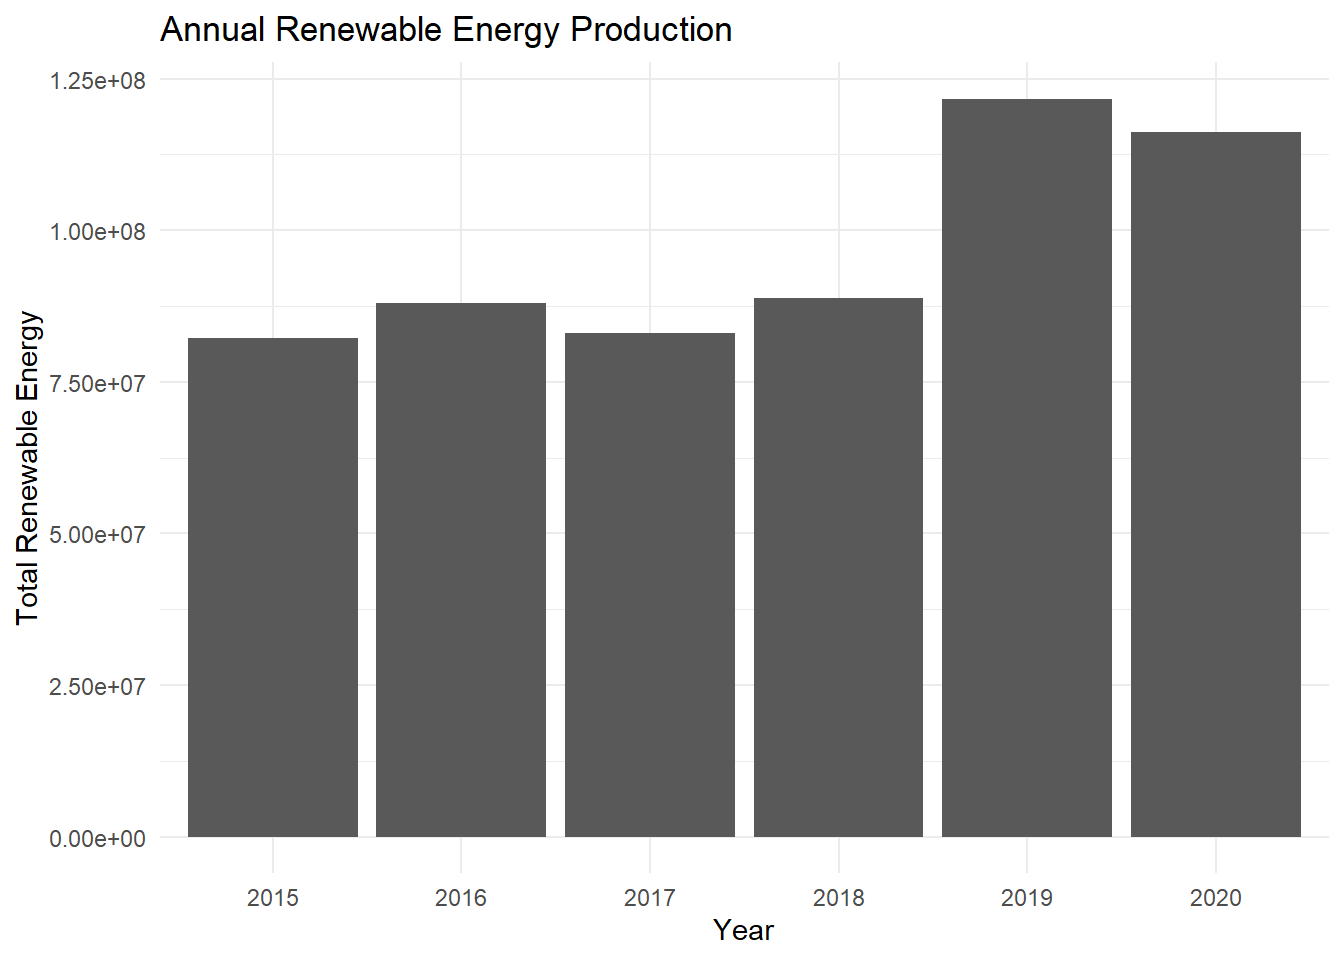 Annual Renewable Energy Production
Total Renewable Energy
1.25e+08
1.00e+08
7.50e+07
5.00e+07
2.50e+07
0.00e+00
2015 2016 2017 2018 2019 2020
Year